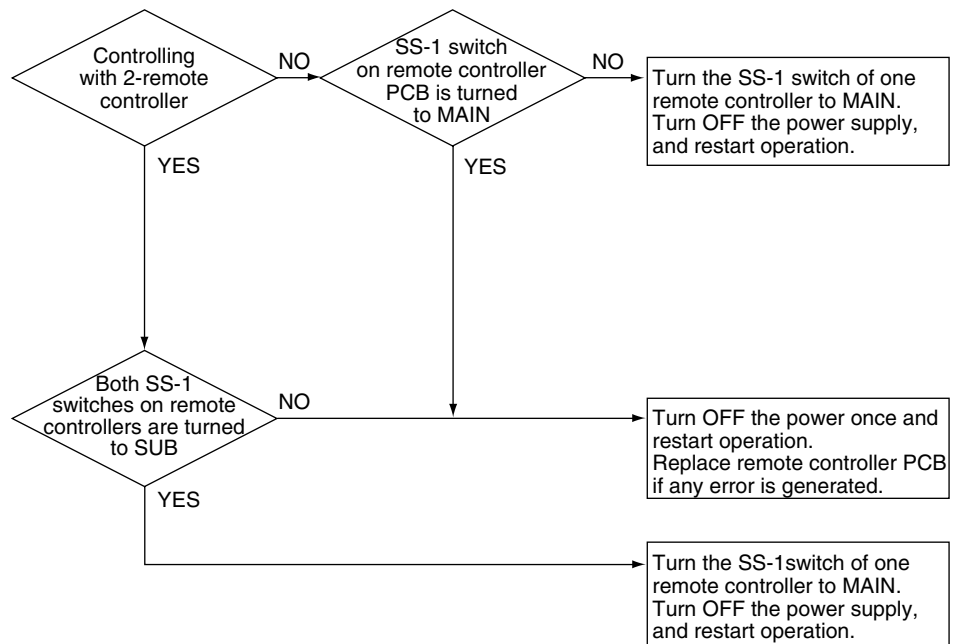 Controlling
with 2-remote
controller
NO
SS-1 switch
on remote controller
PCB is turned
to MAIN
NO
Turn the SS-1 switch of one
remote controller to MAIN.
Turn OFF the power supply,
and restart operation.
YES
YES
Both SS-1
switches on remote
controllers are turned
to SUB
NO
Turn OFF the power once and
restart operation.
Replace remote controller PCB
if any error is generated.
YES
Turn the SS-1switch of one
remote controller to MAIN.
Turn OFF the power supply,
and restart operation.